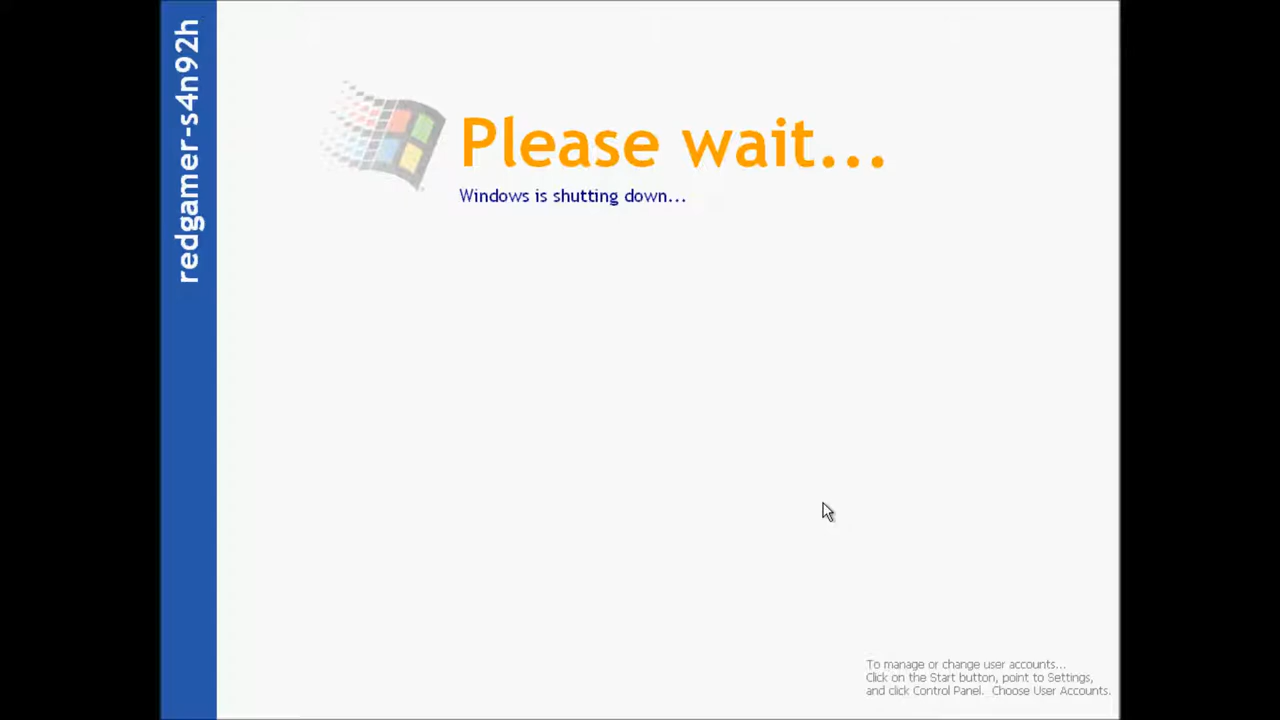 redgamer-s4n92h
Please wait...
Windows is shutting down...
To manage or change user accounts...
Click on the Start button, point to Settings,
and click Control Panel.  Choose User Accounts.